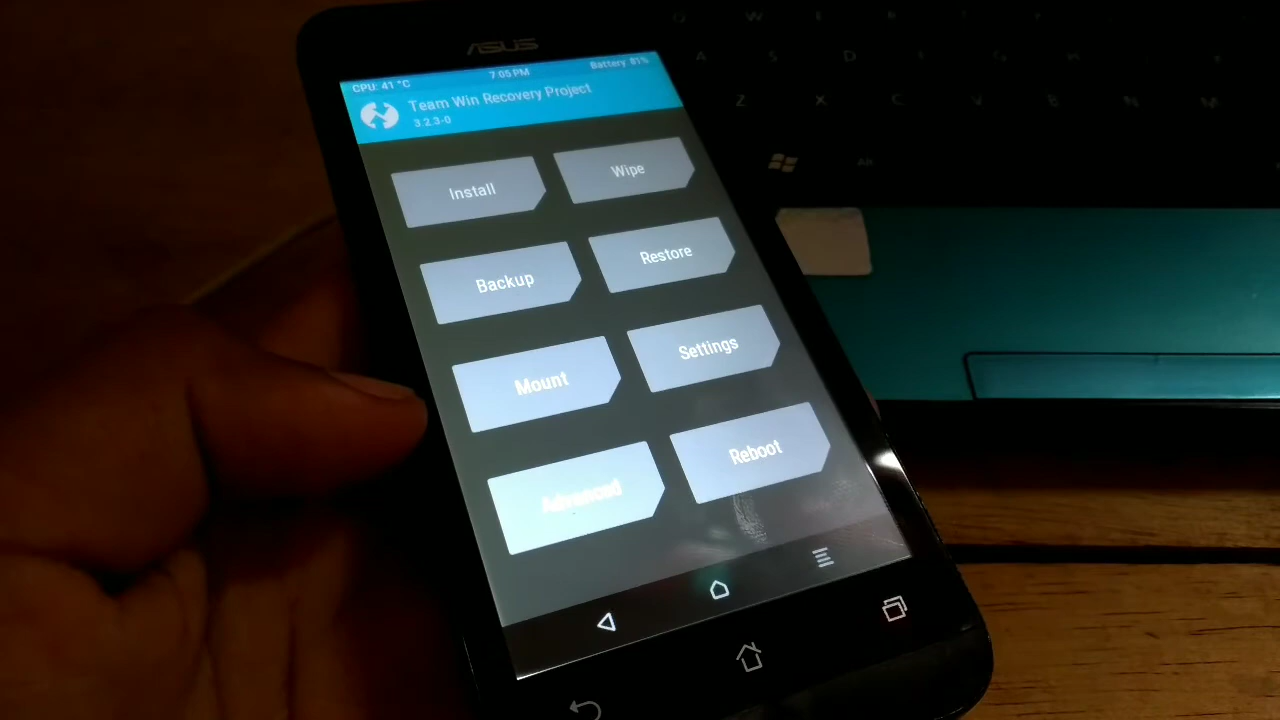 ASUS
CPU: 41 °C 7:05 PM Battery: 81%
Team Win Recovery Project
3.2.3-0
Install Wipe
Backup Restore
Mount Settings
Advanced Reboot
A S D
Z X C V B N M
Alt